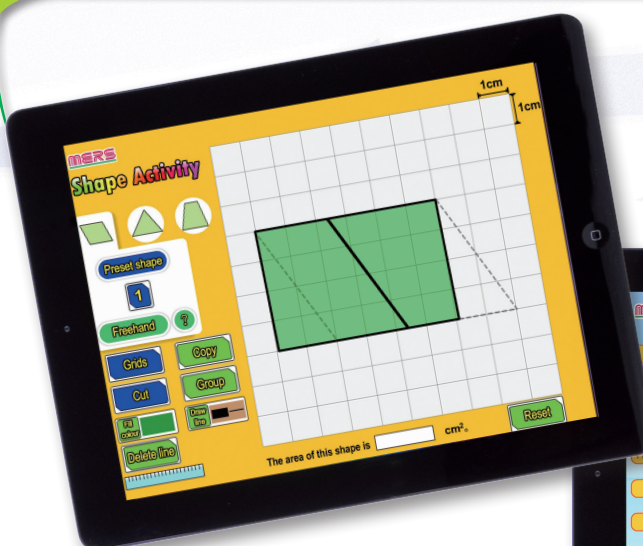 1cm
1cm
MERS
Shape Activity
Preset shape
1
Freehand
?
Grids
Copy
Cut
Group
Fill colour
Draw line
Delete line
Reset
The area of this shape is cm².